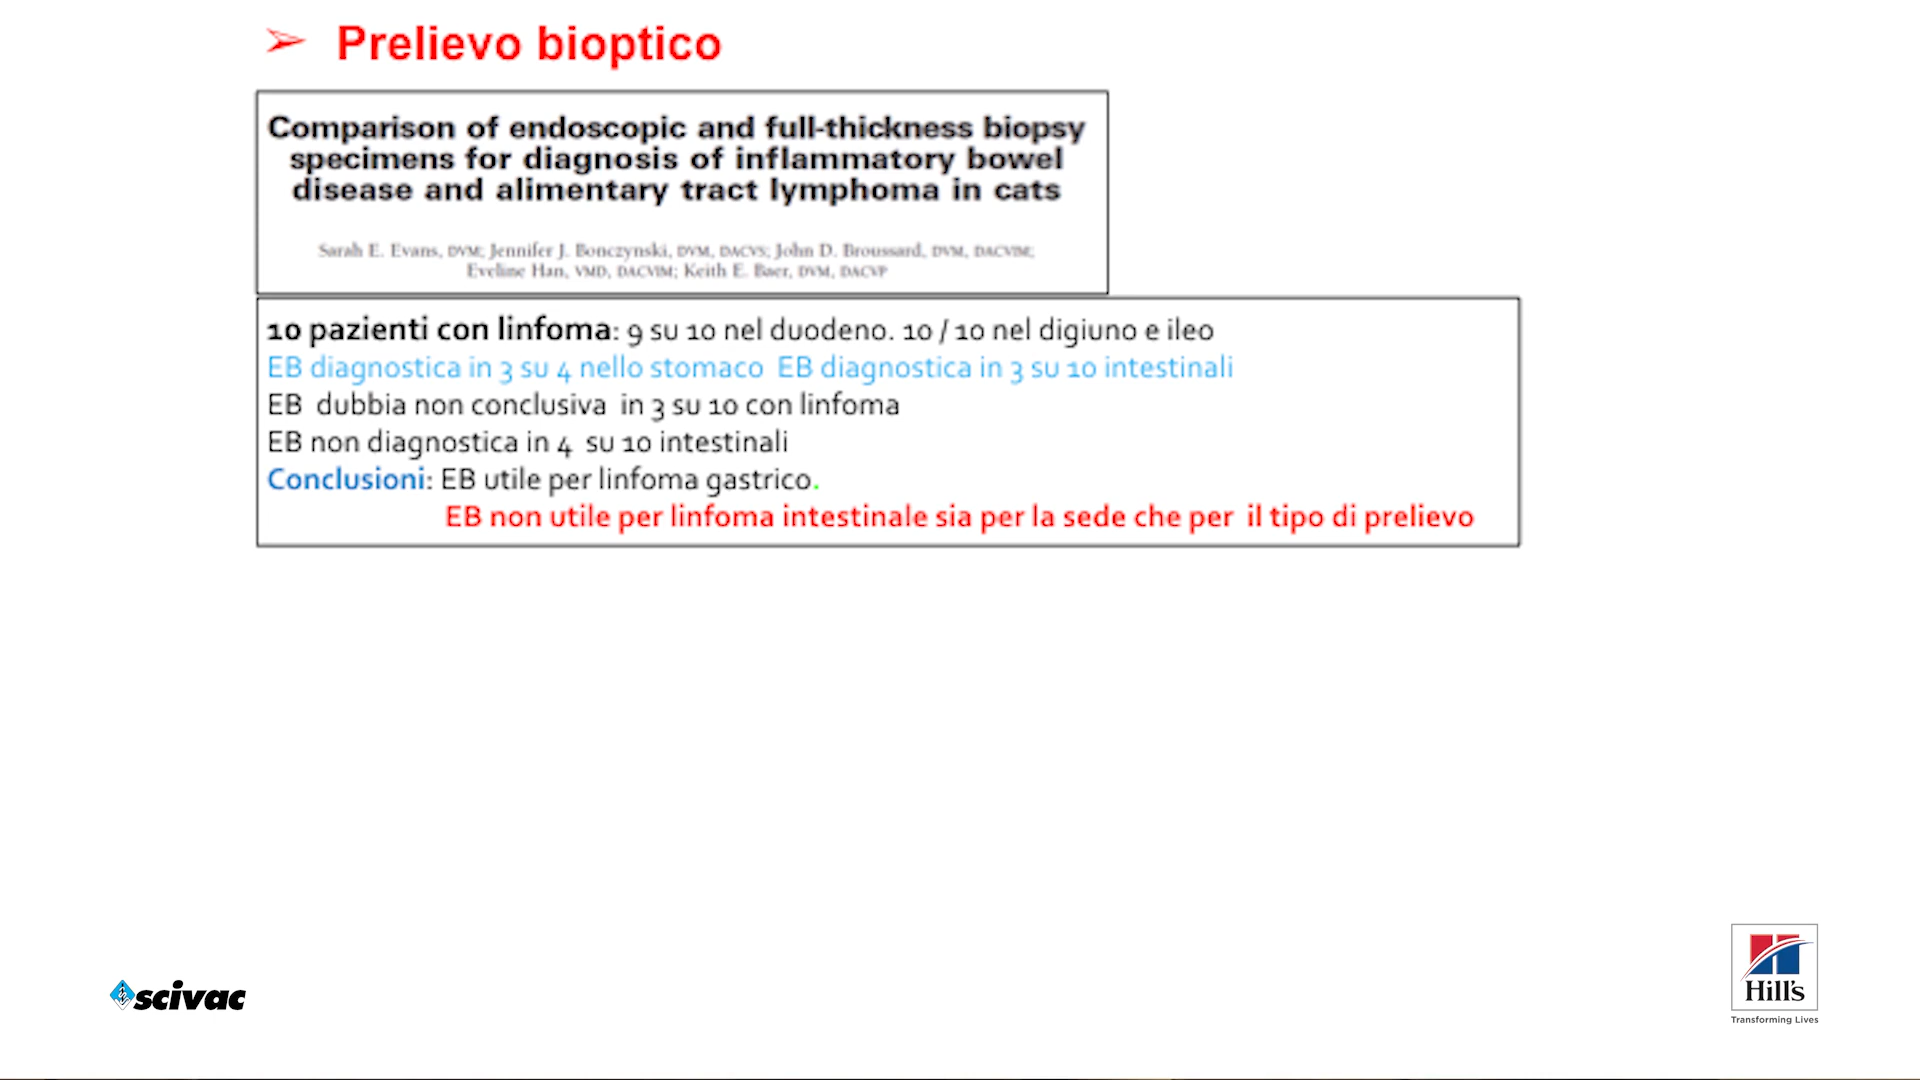 ➢ Prelievo bioptico
Comparison of endoscopic and full-thickness biopsy
specimens for diagnosis of inflammatory bowel
disease and alimentary tract lymphoma in cats
Sarah E. Evans, DVM; Jennifer J. Bonczynski, DVM, DACVS; John D. Broussard, DVM, DACVIM;
Eveline Han, VMD, DACVIM; Keith E. Baer, DVM, DACVP
10 pazienti con linfoma: 9 su 10 nel duodeno. 10 / 10 nel digiuno e ileo
EB diagnostica in 3 su 4 nello stomaco EB diagnostica in 3 su 10 intestinali
EB dubbia non conclusiva in 3 su 10 con linfoma
EB non diagnostica in 4 su 10 intestinali
Conclusioni: EB utile per linfoma gastrico.
EB non utile per linfoma intestinale sia per la sede che per il tipo di prelievo
scivac
Hill's
Transforming Lives